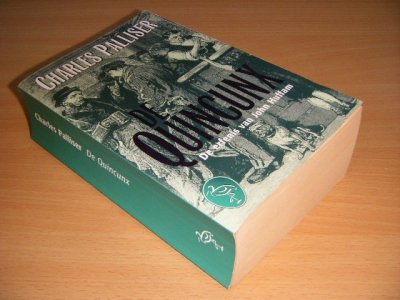 CHARLES PALLISER
DE
QUINCUNX
De erfenis van John Huffam
Charles Palliser De Quincunx